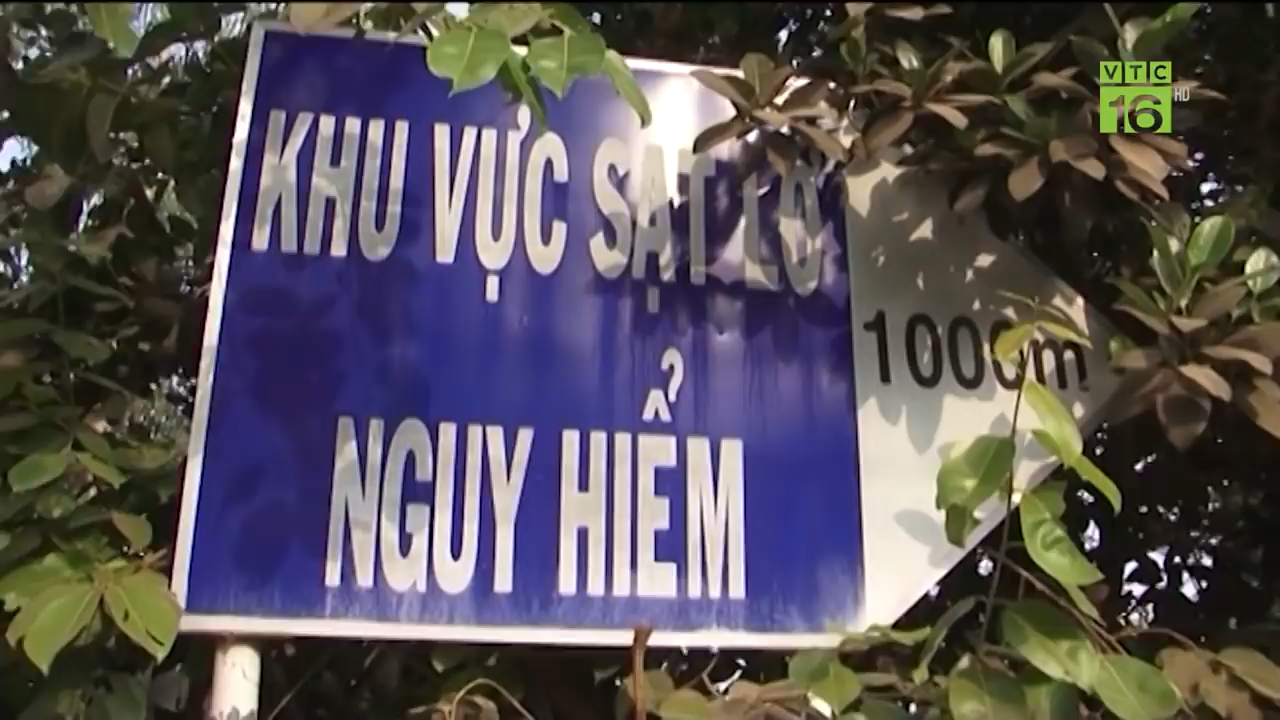 KHU VỰC SẠT LỞ
NGUY HIỂM
1000m
VTC
16
HD